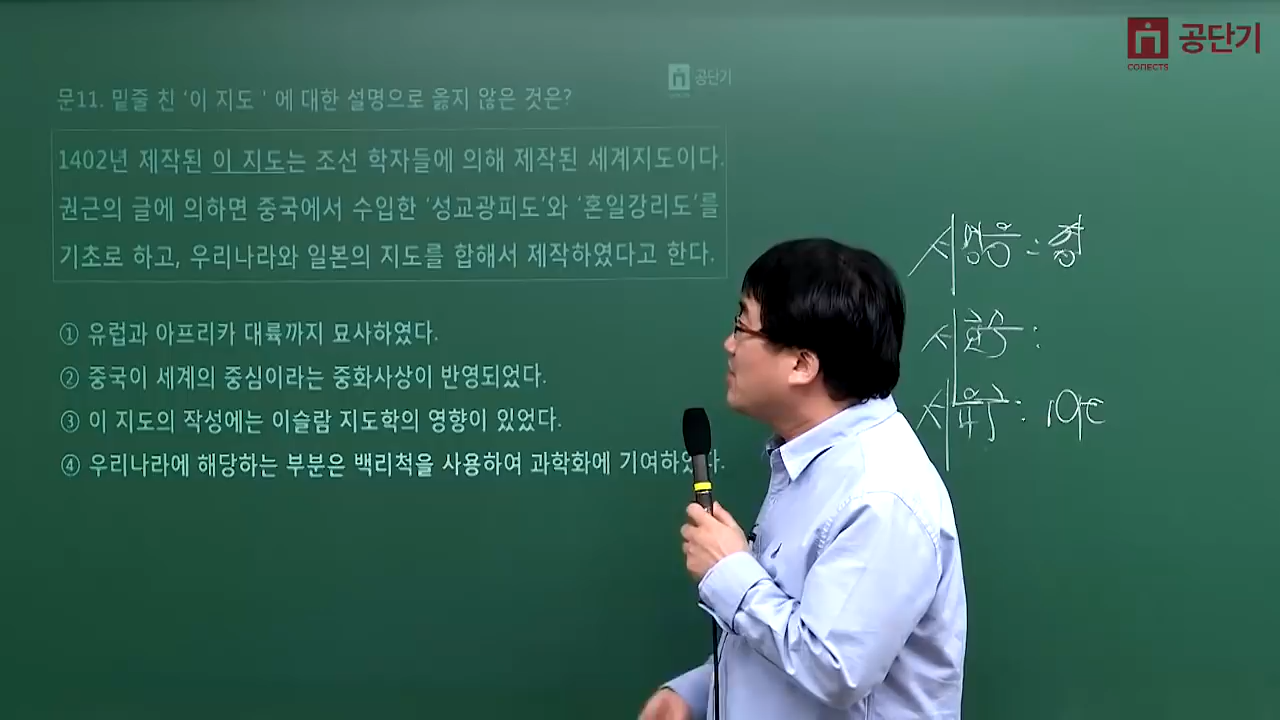 공단기
CONECTS
공단기
문11. 밑줄 친 '이 지도 ' 에 대한 설명으로 옳지 않은 것은?
1402년 제작된 이 지도는 조선 학자들에 의해 제작된 세계지도이다.
권근의 글에 의하면 중국에서 수입한 '성교광피도'와 '혼일강리도'를
기초로 하고, 우리나라와 일본의 지도를 합해서 제작하였다고 한다.
① 유럽과 아프리카 대륙까지 묘사하였다.
② 중국이 세계의 중심이라는 중화사상이 반영되었다.
③ 이 지도의 작성에는 이슬람 지도학의 영향이 있었다.
④ 우리나라에 해당하는 부분은 백리척을 사용하여 과학화에 기여하였다.